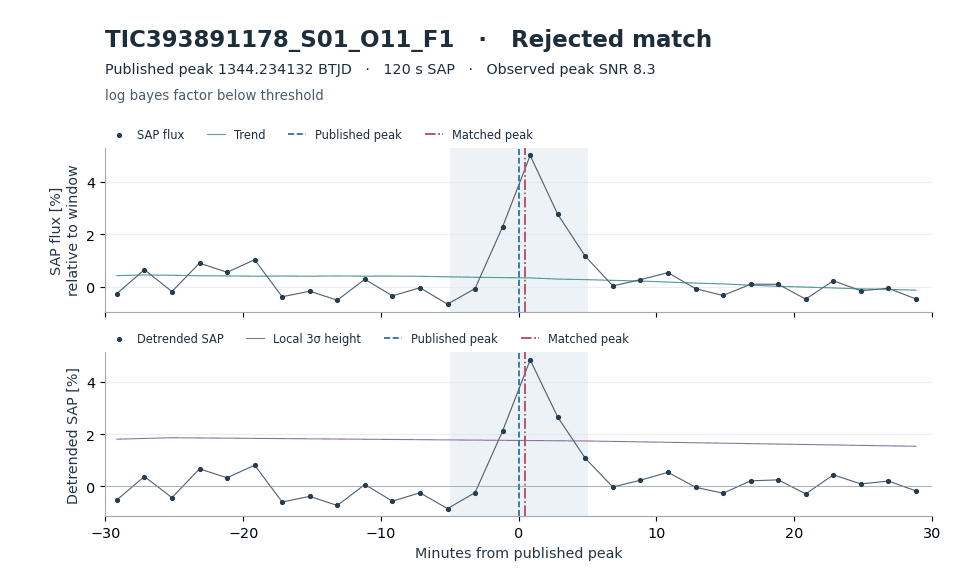 TIC393891178_S01_O11_F1 · Rejected match
Published peak 1344.234132 BTJD · 120 s SAP · Observed peak SNR 8.3
log bayes factor below threshold
SAP flux Trend Published peak Matched peak
SAP flux [%]
relative to window
4
2
0
Detrended SAP Local 3σ height Published peak Matched peak
Detrended SAP [%]
4
2
0
−30 −20 −10 0 10 20 30
Minutes from published peak